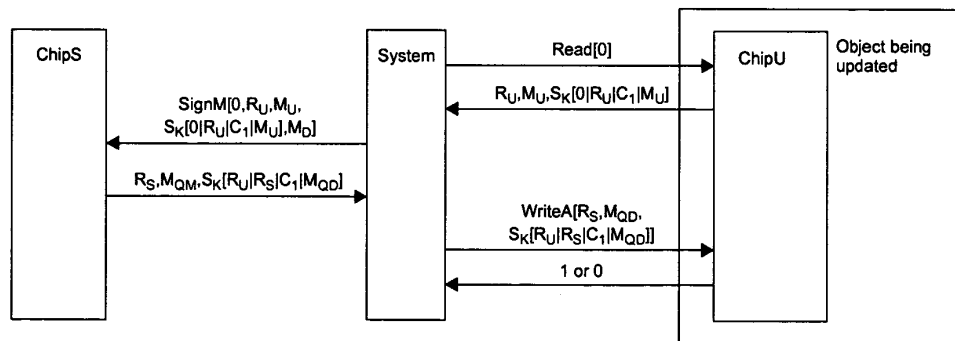 ChipS
System
ChipU
Object being
updated
Read[0]
R_U,M_U,S_K[0|R_U|C_1|M_U]
SignM[0,R_U,M_U,
S_K[0|R_U|C_1|M_U],M_D]
R_S,M_QM,S_K[R_U|R_S|C_1|M_QD]
WriteA[R_S,M_QD,
S_K[R_U|R_S|C_1|M_QD]]
1 or 0